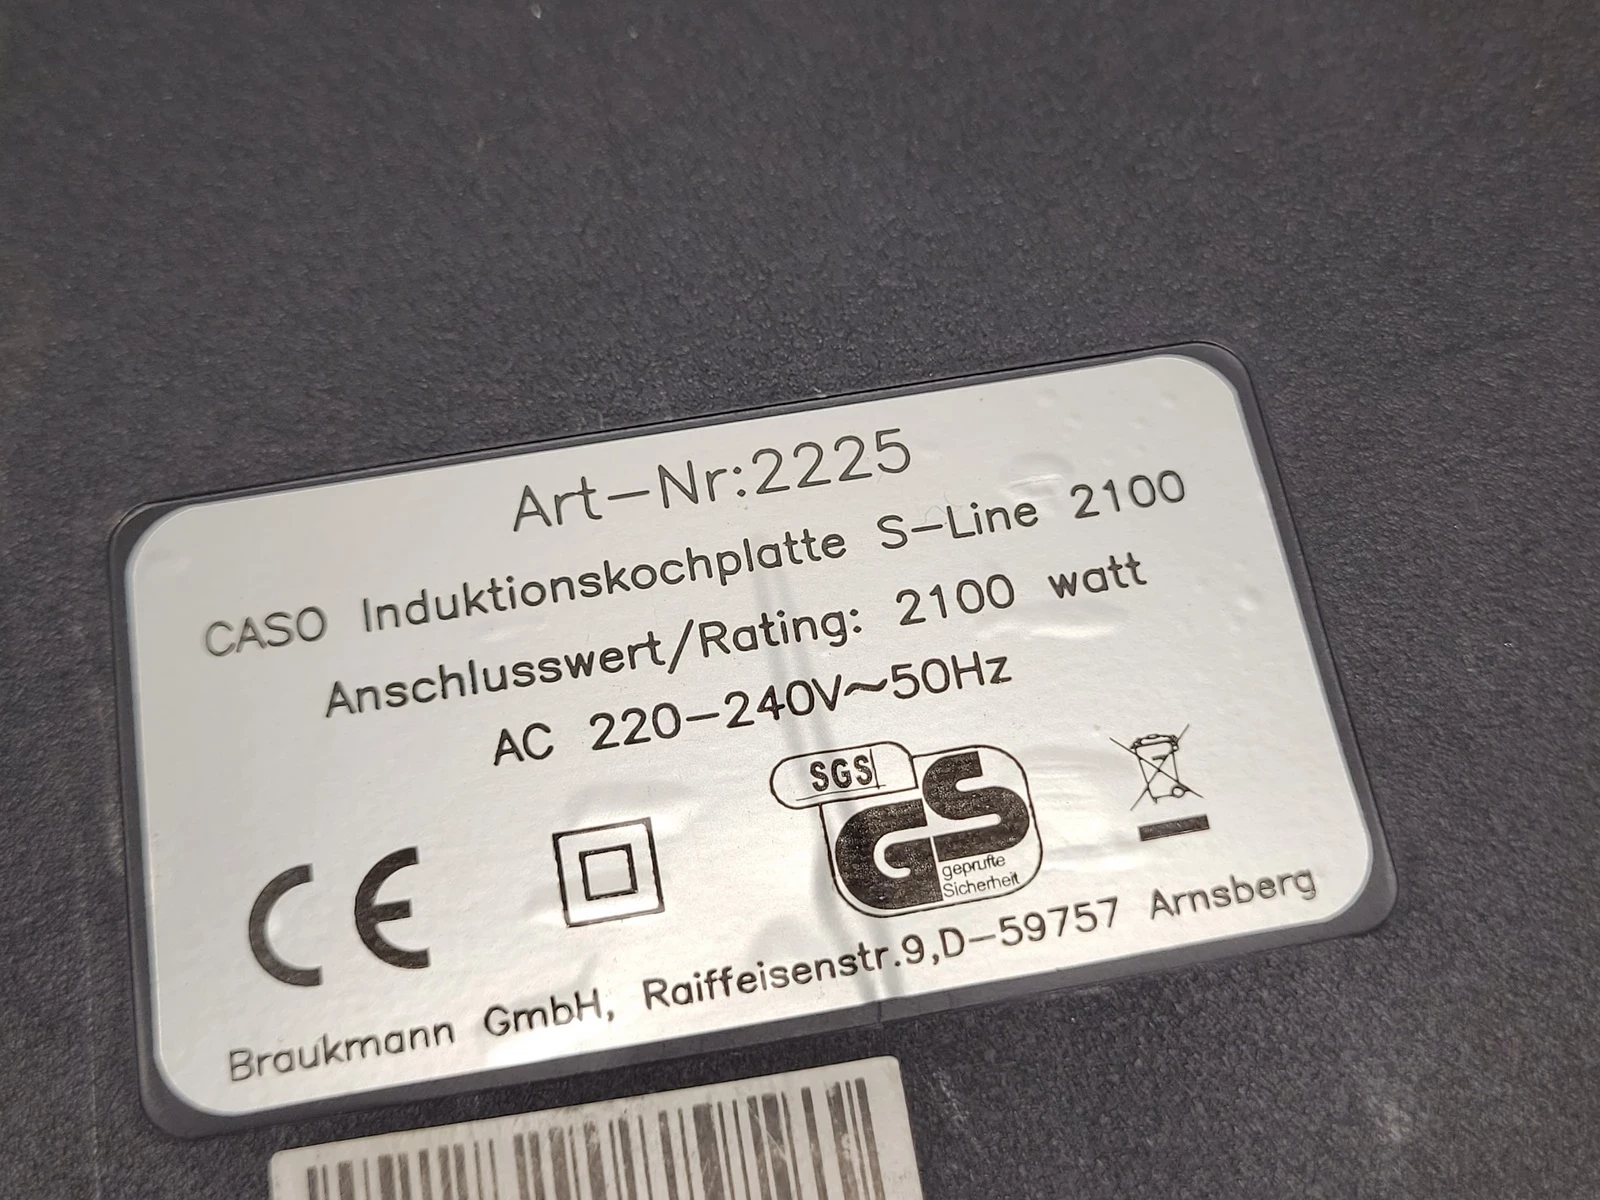 Art-Nr:2225
CASO Induktionskochplatte S-Line 2100
Anschlusswert/Rating: 2100 watt
AC 220-240V~50Hz
SGS
CE
GS
geprufte
Sicherheit
Braukmann GmbH, Raiffeisenstr.9,D-59757 Arnsberg